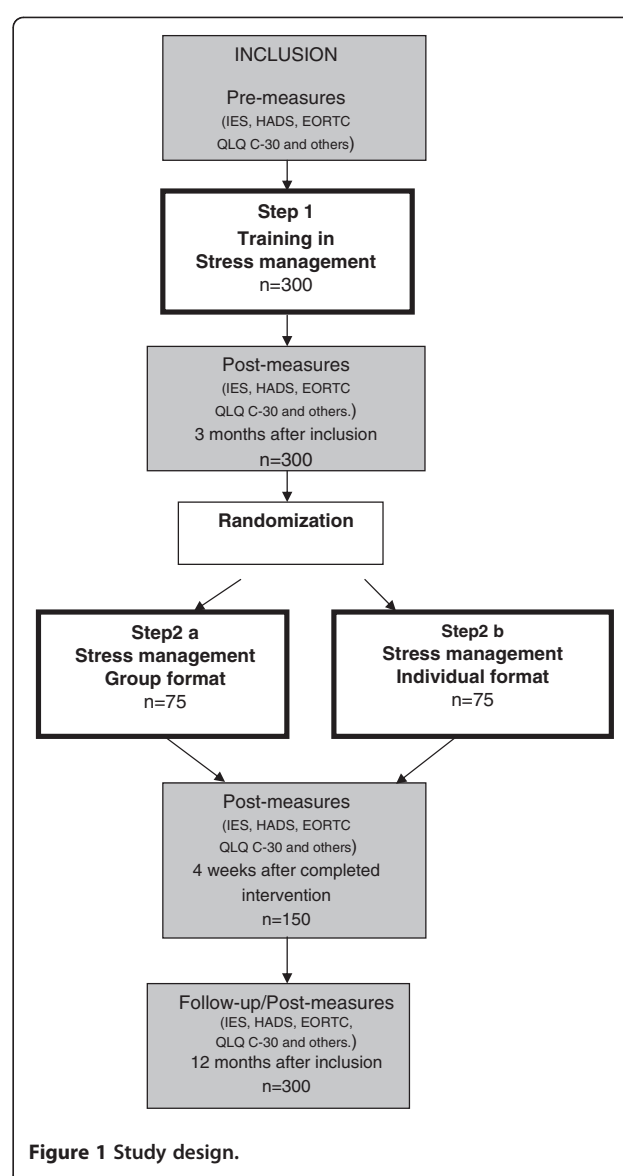 INCLUSION
Pre-measures
(IES, HADS, EORTC
QLQ C-30 and others)
Step 1
Training in
Stress management
n=300
Post-measures
(IES, HADS, EORTC
QLQ C-30 and others.)
3 months after inclusion
n=300
Randomization
Step2 a
Stress management
Group format
n=75
Step2 b
Stress management
Individual format
n=75
Post-measures
(IES, HADS, EORTC
QLQ C-30 and others)
4 weeks after completed
intervention
n=150
Follow-up/Post-measures
(IES, HADS, EORTC,
QLQ C-30 and others.)
12 months after inclusion
n=300
Figure 1 Study design.